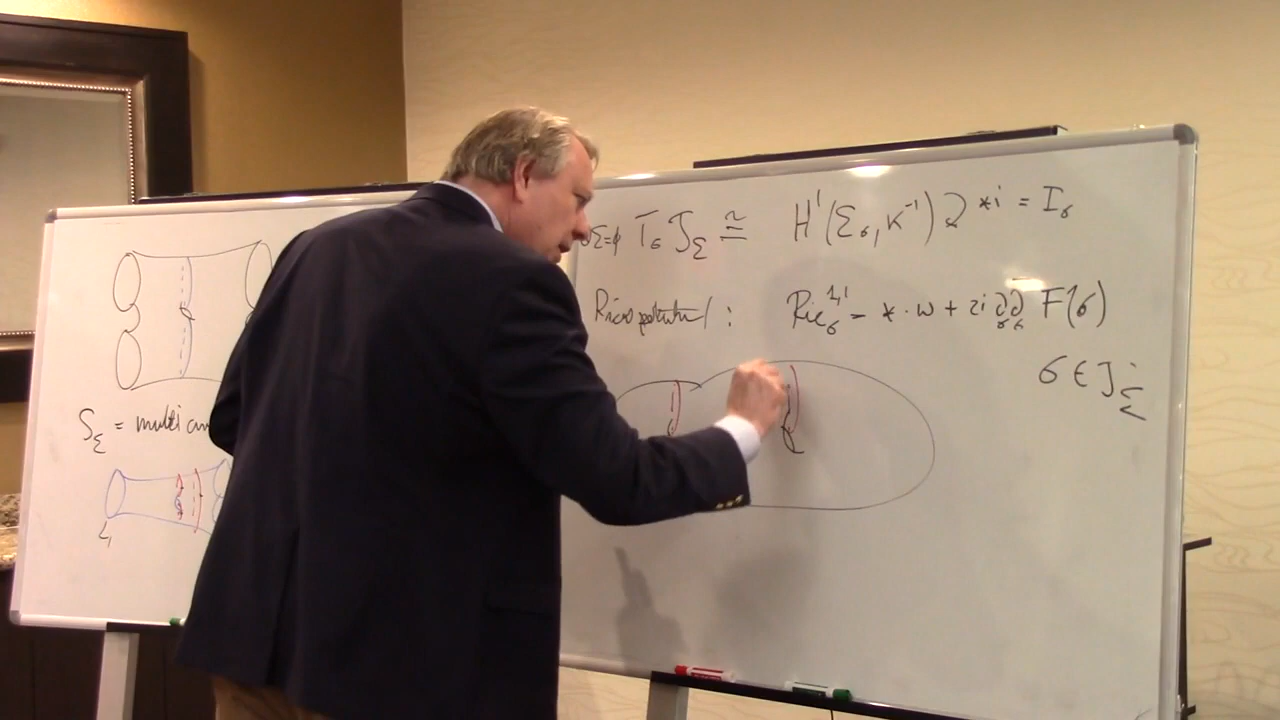 S_Σ = multi
T_σ J_Σ ≅ H¹(Σ_σ, K⁻¹) ⟲ *i = I_σ
Ricci potential : Ric_σ^{1,1} = * · ω + 2i ∂_σ ∂̄_σ F(σ)
σ ∈ J_Σ